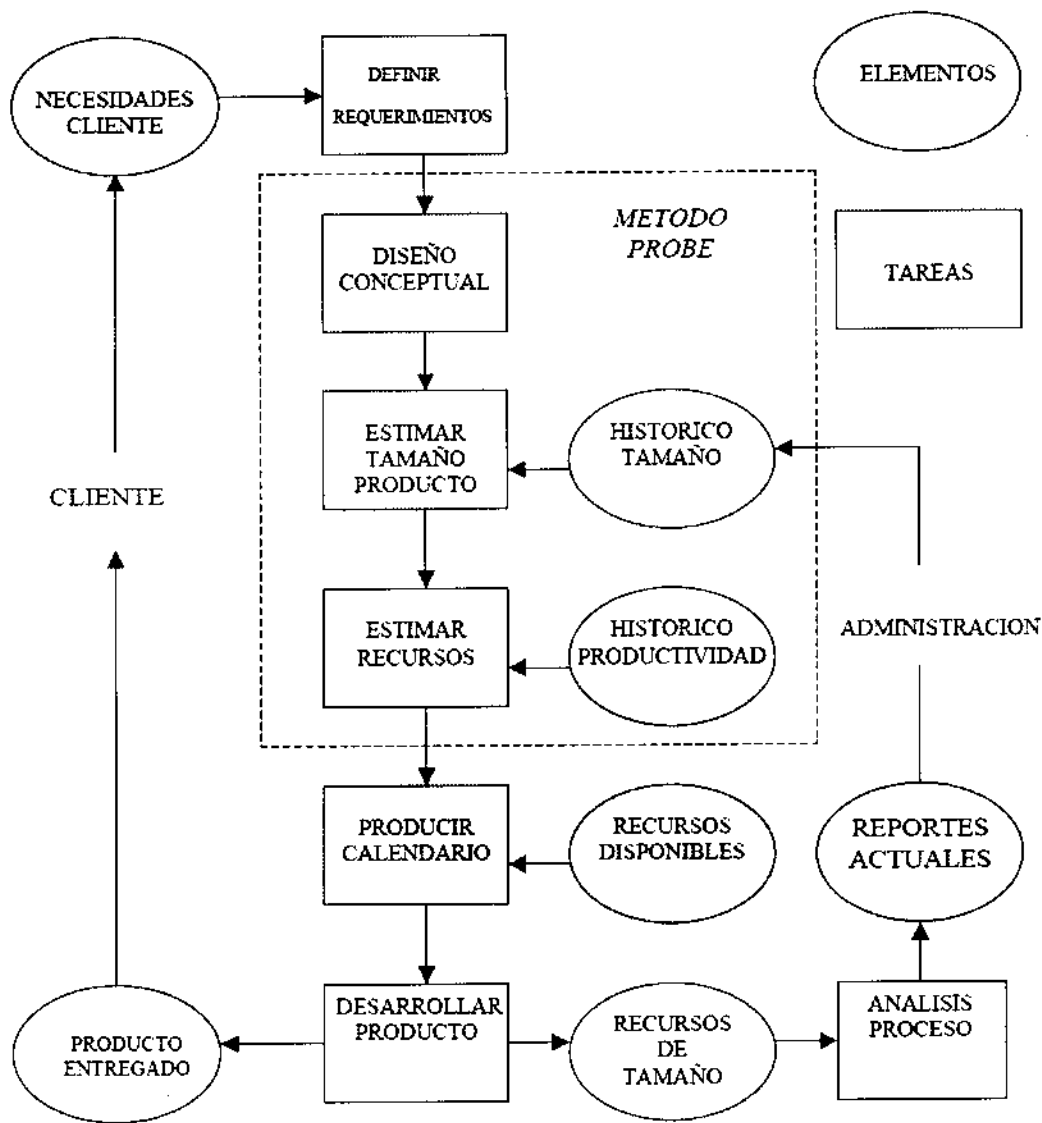 NECESIDADES
CLIENTE
DEFINIR
REQUERIMIENTOS
ELEMENTOS
METODO
PROBE
DISEÑO
CONCEPTUAL
TAREAS
ESTIMAR
TAMAÑO
PRODUCTO
HISTORICO
TAMAÑO
CLIENTE
ESTIMAR
RECURSOS
HISTORICO
PRODUCTIVIDAD
ADMINISTRACION
PRODUCIR
CALENDARIO
RECURSOS
DISPONIBLES
REPORTES
ACTUALES
PRODUCTO
ENTREGADO
DESARROLLAR
PRODUCTO
RECURSOS
DE
TAMAÑO
ANALISIS
PROCESO